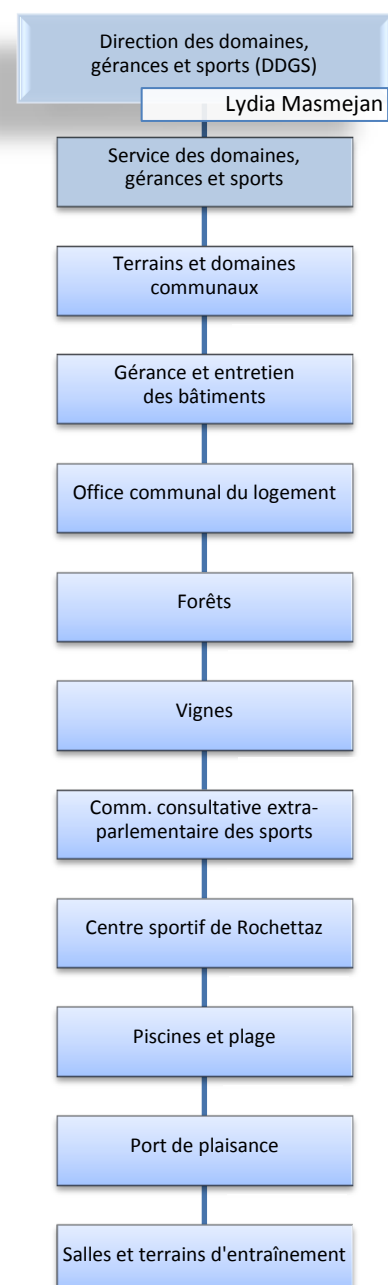 Direction des domaines,
gérances et sports (DDGS)
Lydia Masmejan
Service des domaines,
gérances et sports
Terrains et domaines
communaux
Gérance et entretien
des bâtiments
Office communal du logement
Forêts
Vignes
Comm. consultative extra-
parlementaire des sports
Centre sportif de Rochettaz
Piscines et plage
Port de plaisance
Salles et terrains d'entraînement